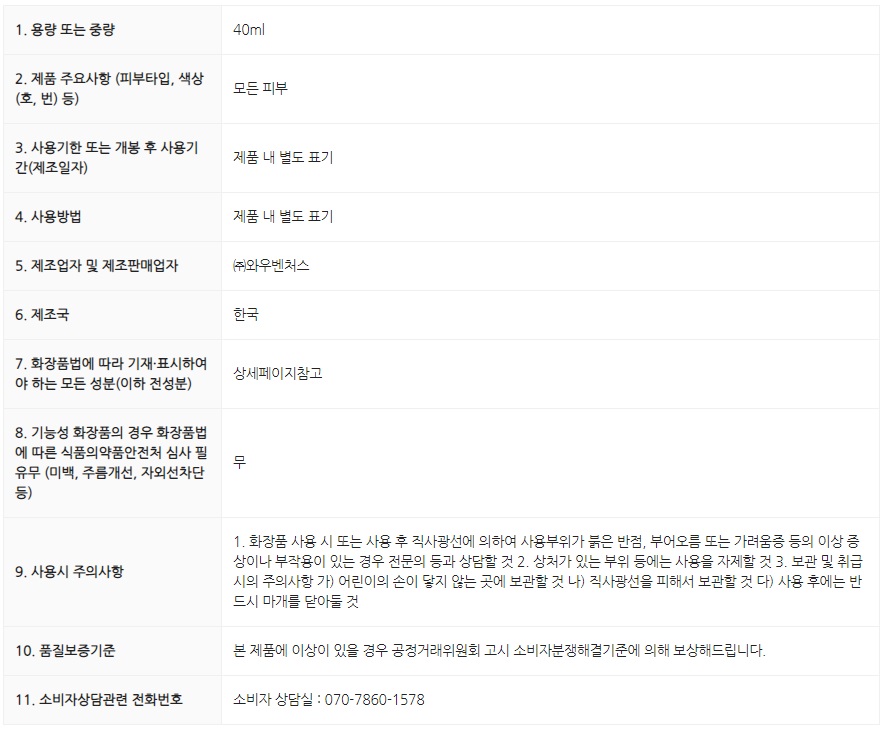 1. 용량 또는 중량
40ml
2. 제품 주요사항 (피부타입, 색상
(호, 번) 등)
모든 피부
3. 사용기한 또는 개봉 후 사용기
간(제조일자)
제품 내 별도 표기
4. 사용방법
제품 내 별도 표기
5. 제조업자 및 제조판매업자
㈜와우벤처스
6. 제조국
한국
7. 화장품법에 따라 기재·표시하여
야 하는 모든 성분(이하 전성분)
상세페이지참고
8. 기능성 화장품의 경우 화장품법
에 따른 식품의약품안전처 심사 필
유무 (미백, 주름개선, 자외선차단
등)
무
9. 사용시 주의사항
1. 화장품 사용 시 또는 사용 후 직사광선에 의하여 사용부위가 붉은 반점, 부어오름 또는 가려움증 등의 이상 증
상이나 부작용이 있는 경우 전문의 등과 상담할 것 2. 상처가 있는 부위 등에는 사용을 자제할 것 3. 보관 및 취급
시의 주의사항 가) 어린이의 손이 닿지 않는 곳에 보관할 것 나) 직사광선을 피해서 보관할 것 다) 사용 후에는 반
드시 마개를 닫아둘 것
10. 품질보증기준
본 제품에 이상이 있을 경우 공정거래위원회 고시 소비자분쟁해결기준에 의해 보상해드립니다.
11. 소비자상담관련 전화번호
소비자 상담실 : 070-7860-1578